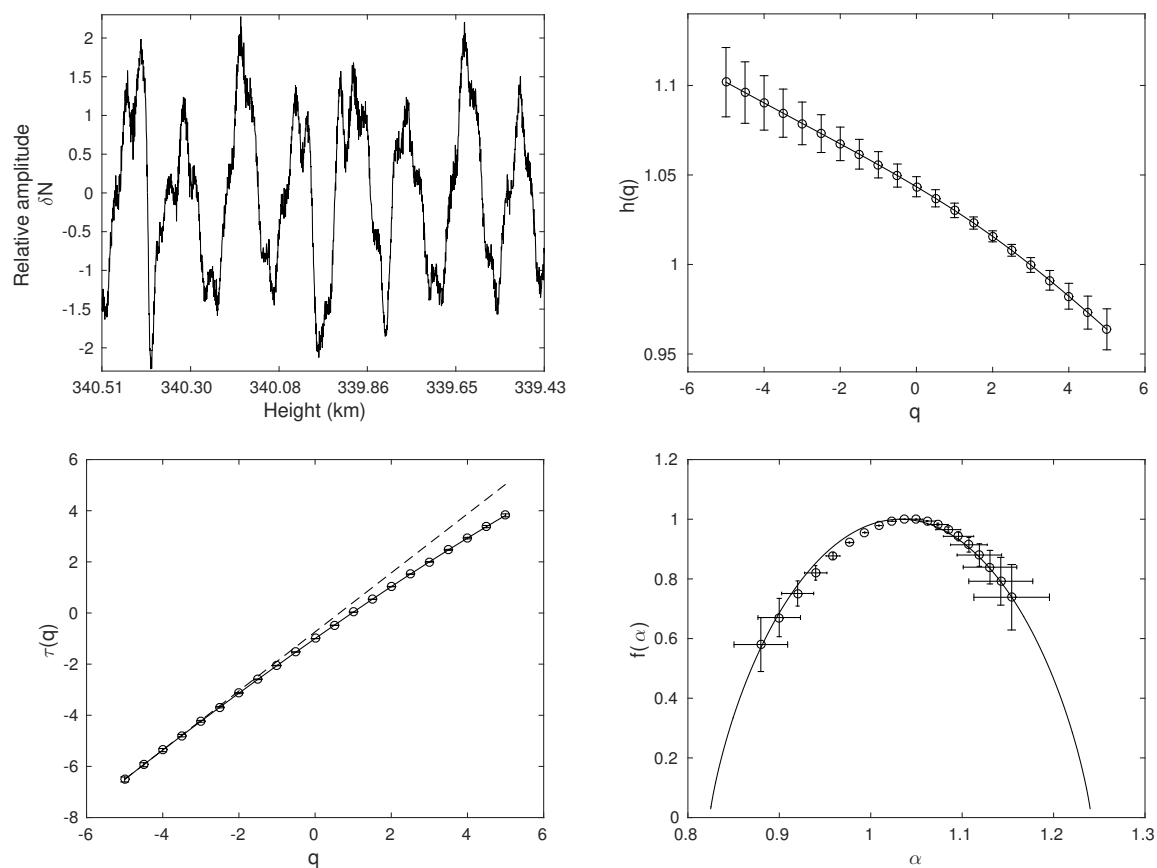 2
1.5
1
0.5
0
-0.5
-1
-1.5
-2
Relative amplitude
δN
340.51 340.30 340.08 339.86 339.65 339.43
Height (km)
1.1
1.05
1
0.95
h(q)
-6 -4 -2 0 2 4 6
q
6
4
2
0
-2
-4
-6
-8
τ(q)
-6 -4 -2 0 2 4 6
q
1.2
1
0.8
0.6
0.4
0.2
0
f(α)
0.8 0.9 1 1.1 1.2 1.3
α